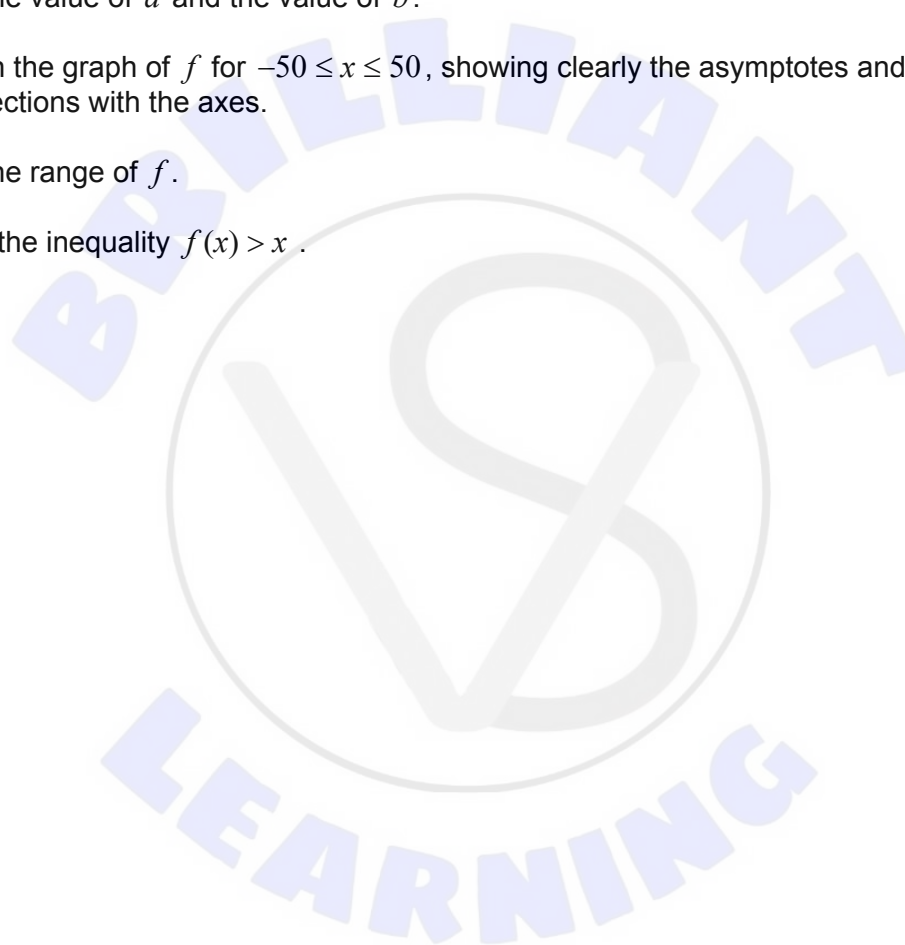 he value of a and the value of b.
n the graph of f for −50 ≤ x ≤ 50, showing clearly the asymptotes and
ections with the axes.
he range of f.
the inequality f(x) > x .
BRILLIANT
VS
LEARNING